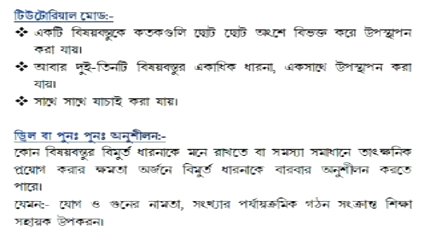 টিউটোরিয়াল মোড:-
❖ একটি বিষয়বস্তুকে কতকগুলি ছোট ছোট অংশে বিভক্ত করে উপস্থাপন
করা যায়।
❖ আবার দুই-তিনটি বিষয়বস্তুর একাধিক ধারনা, একসাথে উপস্থাপন করা
যায়।
❖ সাথে সাথে যাচাই করা যায়।
ড্রিল বা পুনঃ পুনঃ অনুশীলন:-
কোন বিষয়বস্তুর বিমূর্ত ধারনাকে মনে রাখতে বা সমস্যা সমাধানে তাৎক্ষনিক
প্রয়োগ করার ক্ষমতা অর্জনে বিমূর্ত ধারনাকে বারবার অনুশীলন করতে
পারে।
যেমন:- যোগ ও গুনের নামতা, সংখ্যার পর্যায়ক্রমিক গঠন সংক্রান্ত শিক্ষা
সহায়ক উপকরন।